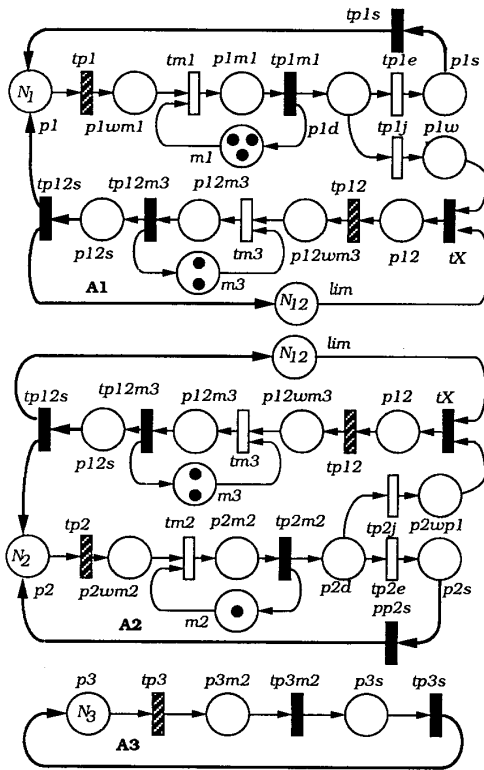 tp1s
tp1 tm1 p1m1 tp1m1 tp1e p1s
N1
p1 p1wm1 m1 p1d tp1j p1w
tp12s tp12m3 p12m3 tp12
p12s tm3 p12wm3 p12 tX
A1 m3
N12 lim
N12 lim
tp12s tp12m3 p12m3 p12wm3 p12 tX
p12s tm3 tp12
m3
tp2 tm2 p2m2 tp2m2 tp2j p2wp1
N2
p2 p2wm2 p2d tp2e p2s
A2 m2 pp2s
p3 tp3 p3m2 tp3m2 p3s tp3s
N3
A3